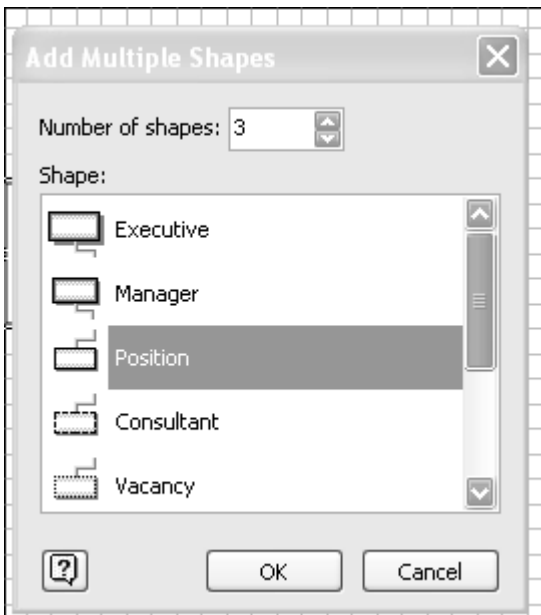 Add Multiple Shapes
Number of shapes: 3
Shape:
Executive
Manager
Position
Consultant
Vacancy
?
OK Cancel